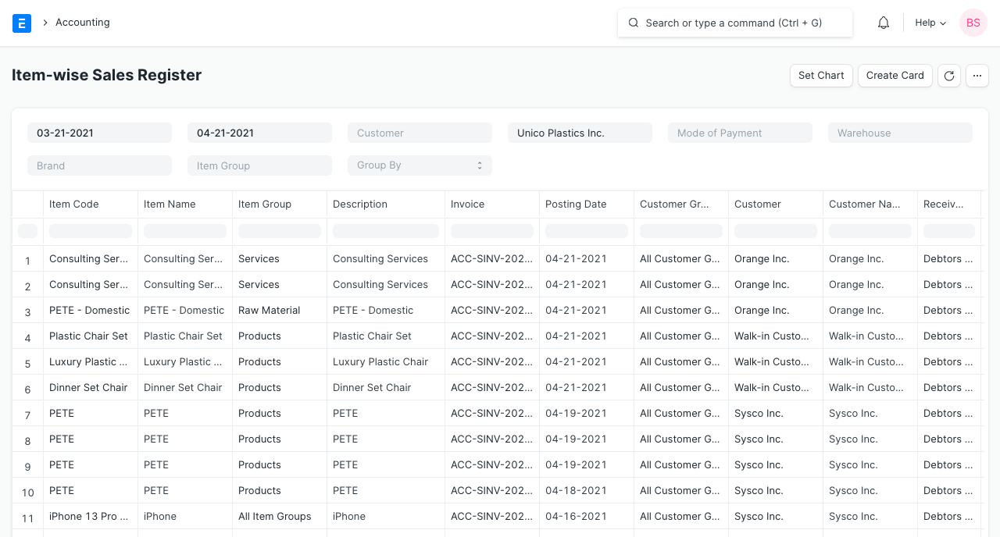 Accounting
Search or type a command (Ctrl + G)
Help
BS
Item-wise Sales Register
Set Chart
Create Card
03-21-2021 04-21-2021 Customer Unico Plastics Inc. Mode of Payment Warehouse
Brand Item Group Group By
Item Code Item Name Item Group Description Invoice Posting Date Customer Gr... Customer Customer Na... Receiv...
1 Consulting Ser... Consulting Ser... Services Consulting Services ACC-SINV-202... 04-21-2021 All Customer G... Orange Inc. Orange Inc. Debtors ...
2 Consulting Ser... Consulting Ser... Services Consulting Services ACC-SINV-202... 04-21-2021 All Customer G... Orange Inc. Orange Inc. Debtors ...
3 PETE - Domestic PETE - Domestic Raw Material PETE - Domestic ACC-SINV-202... 04-21-2021 All Customer G... Orange Inc. Orange Inc. Debtors ...
4 Plastic Chair Set Plastic Chair Set Products Plastic Chair Set ACC-SINV-202... 04-21-2021 All Customer G... Walk-in Custo... Walk-in Custo... Debtors ...
5 Luxury Plastic ... Luxury Plastic ... Products Luxury Plastic Chair ACC-SINV-202... 04-21-2021 All Customer G... Walk-in Custo... Walk-in Custo... Debtors ...
6 Dinner Set Chair Dinner Set Chair Products Dinner Set Chair ACC-SINV-202... 04-21-2021 All Customer G... Walk-in Custo... Walk-in Custo... Debtors ...
7 PETE PETE Products PETE ACC-SINV-202... 04-19-2021 All Customer G... Sysco Inc. Sysco Inc. Debtors ...
8 PETE PETE Products PETE ACC-SINV-202... 04-19-2021 All Customer G... Sysco Inc. Sysco Inc. Debtors ...
9 PETE PETE Products PETE ACC-SINV-202... 04-19-2021 All Customer G... Sysco Inc. Sysco Inc. Debtors ...
10 PETE PETE Products PETE ACC-SINV-202... 04-18-2021 All Customer G... Sysco Inc. Sysco Inc. Debtors ...
11 iPhone 13 Pro ... iPhone All Item Groups iPhone ACC-SINV-202... 04-16-2021 All Customer G... Sysco Inc. Sysco Inc. Debtors ...